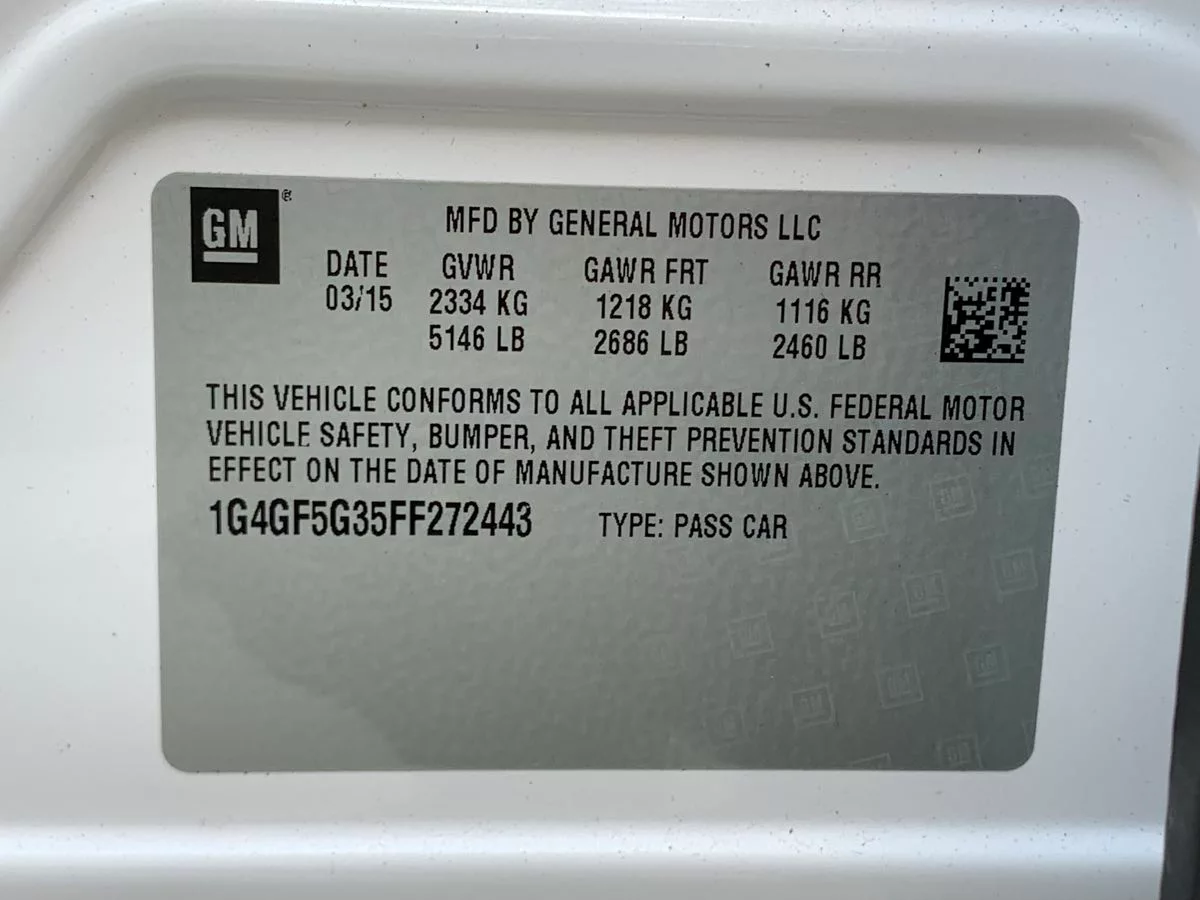 GM®
MFD BY GENERAL MOTORS LLC
DATE GVWR GAWR FRT GAWR RR
03/15 2334 KG 1218 KG 1116 KG
5146 LB 2686 LB 2460 LB
THIS VEHICLE CONFORMS TO ALL APPLICABLE U.S. FEDERAL MOTOR
VEHICLE SAFETY, BUMPER, AND THEFT PREVENTION STANDARDS IN
EFFECT ON THE DATE OF MANUFACTURE SHOWN ABOVE.
1G4GF5G35FF272443 TYPE: PASS CAR